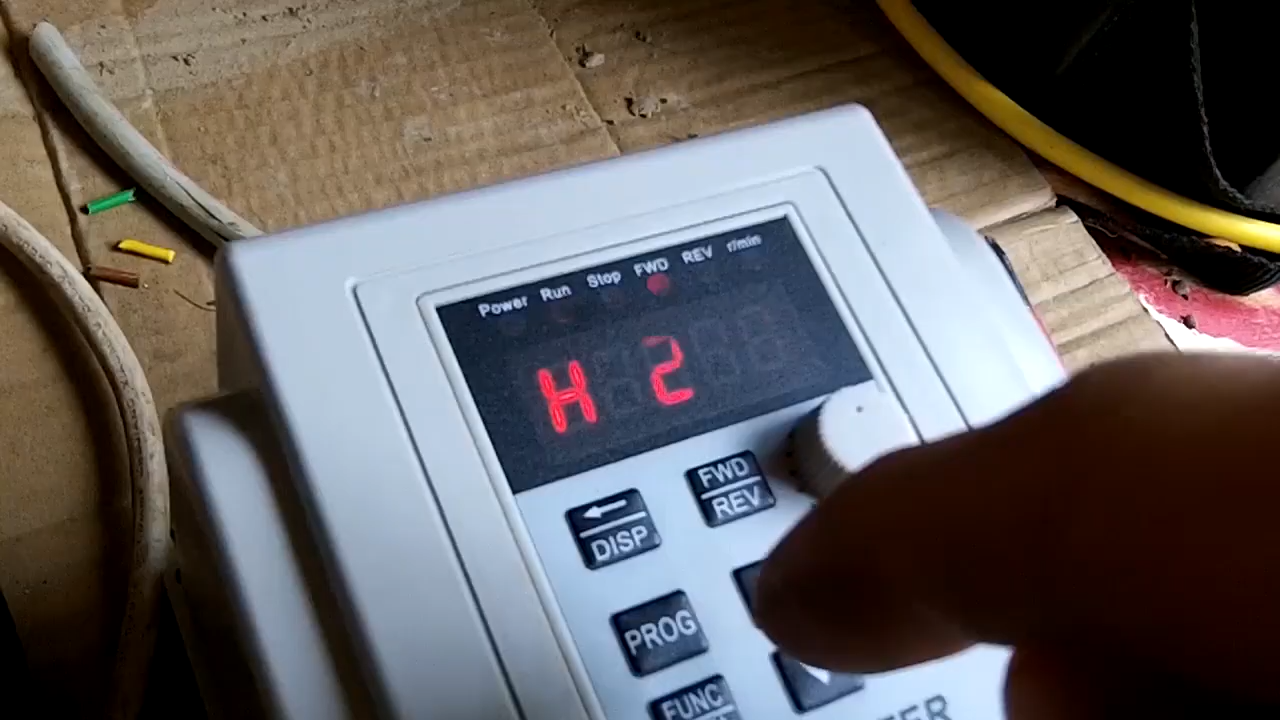 Power Run Stop FWD REV r/min
H 2
FWD
REV
←
DISP
PROG
FUNC